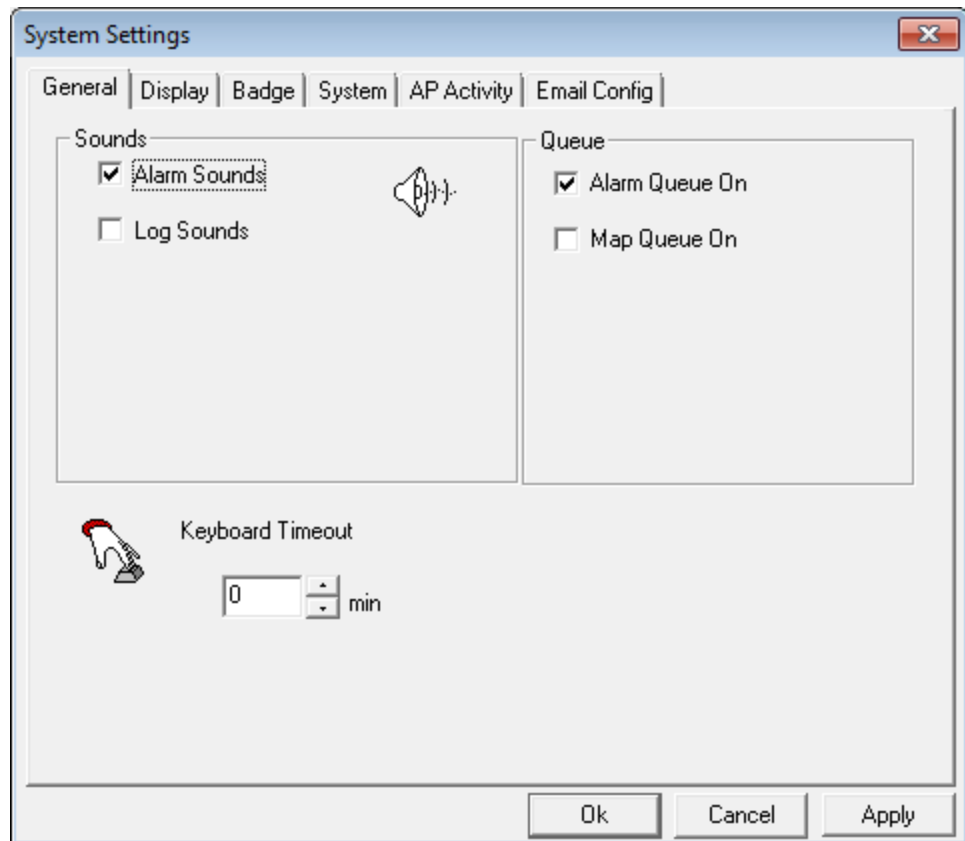 System Settings
General Display Badge System AP Activity Email Config
Sounds
Alarm Sounds
Log Sounds
Queue
Alarm Queue On
Map Queue On
Keyboard Timeout
0 min
Ok Cancel Apply